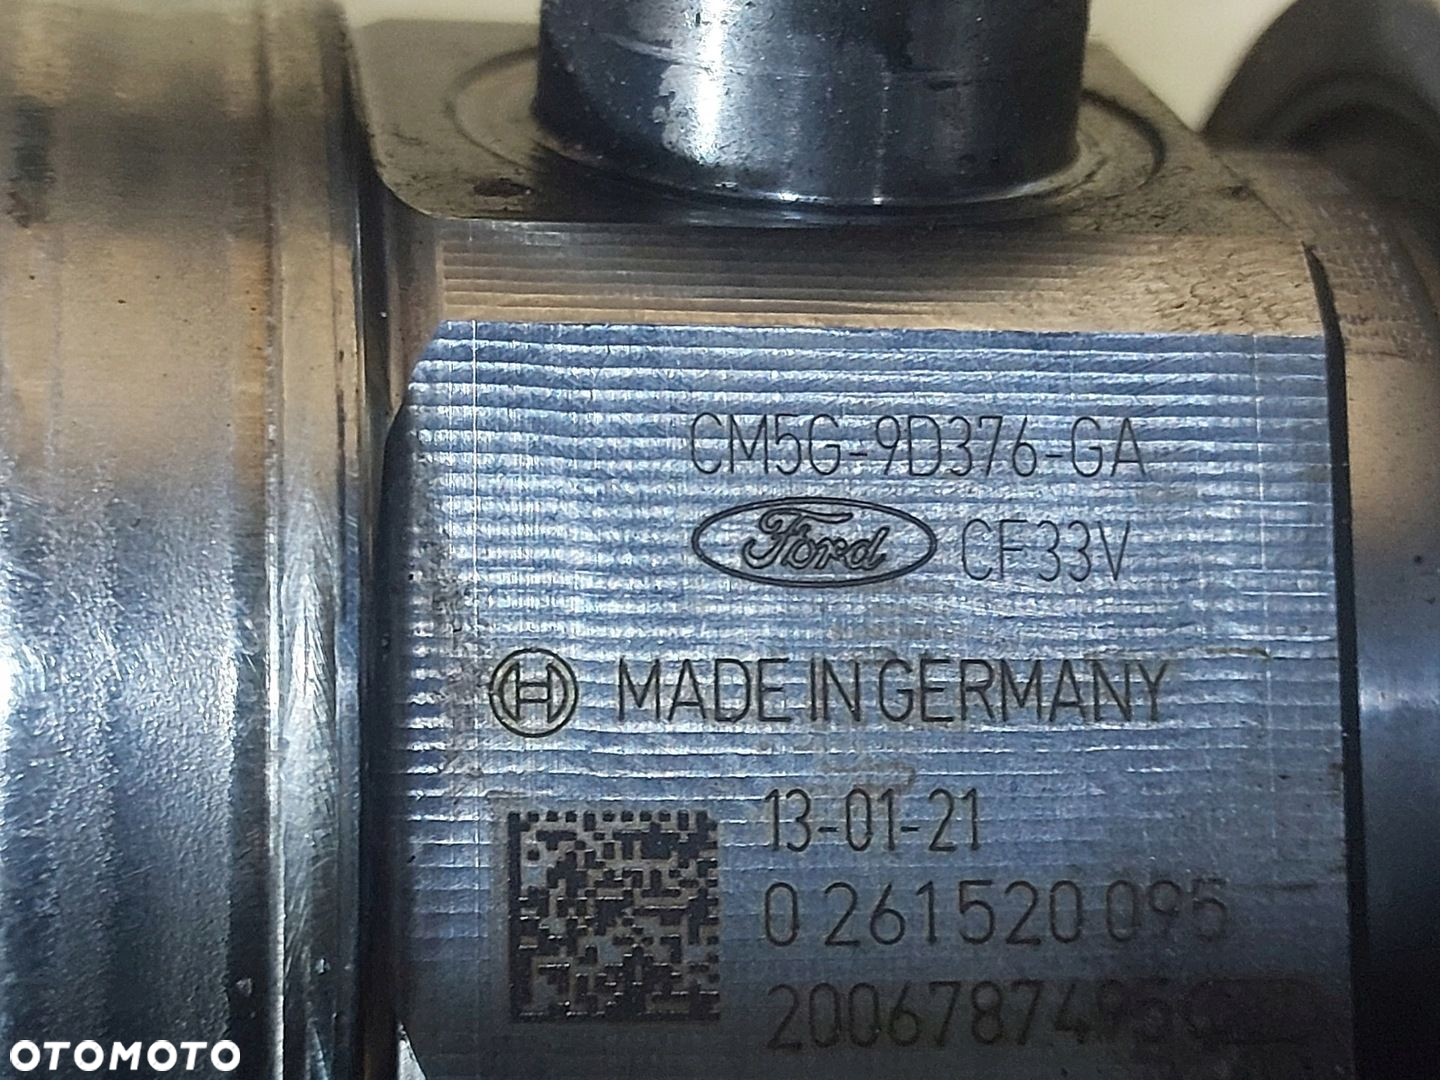 CM5G-9D376-GA
Ford CF33V
MADE IN GERMANY
13-01-21
0 261 520 095
OTOMOTO